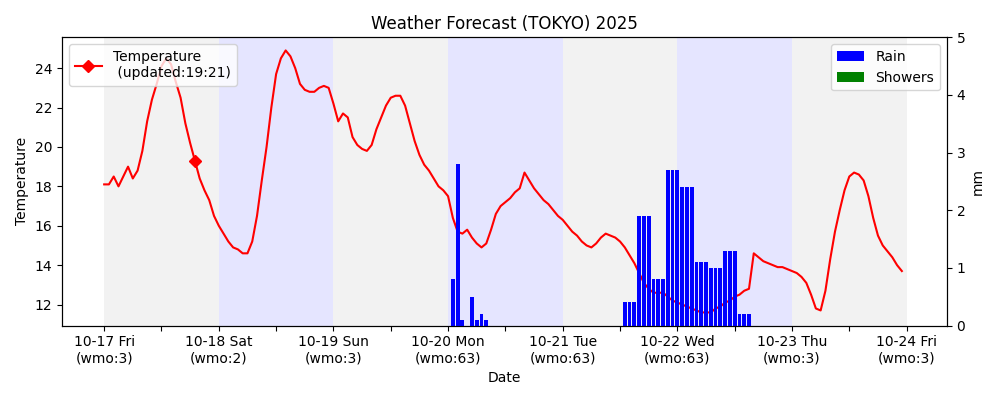 Weather Forecast (TOKYO) 2025
Temperature
(updated:19:21)
Rain
Showers
24
22
20
18
16
14
12
Temperature
5
4
3
2
1
0
mm
10-17 Fri
(wmo:3)
10-18 Sat
(wmo:2)
10-19 Sun
(wmo:3)
10-20 Mon
(wmo:63)
10-21 Tue
(wmo:63)
10-22 Wed
(wmo:63)
10-23 Thu
(wmo:3)
10-24 Fri
(wmo:3)
Date